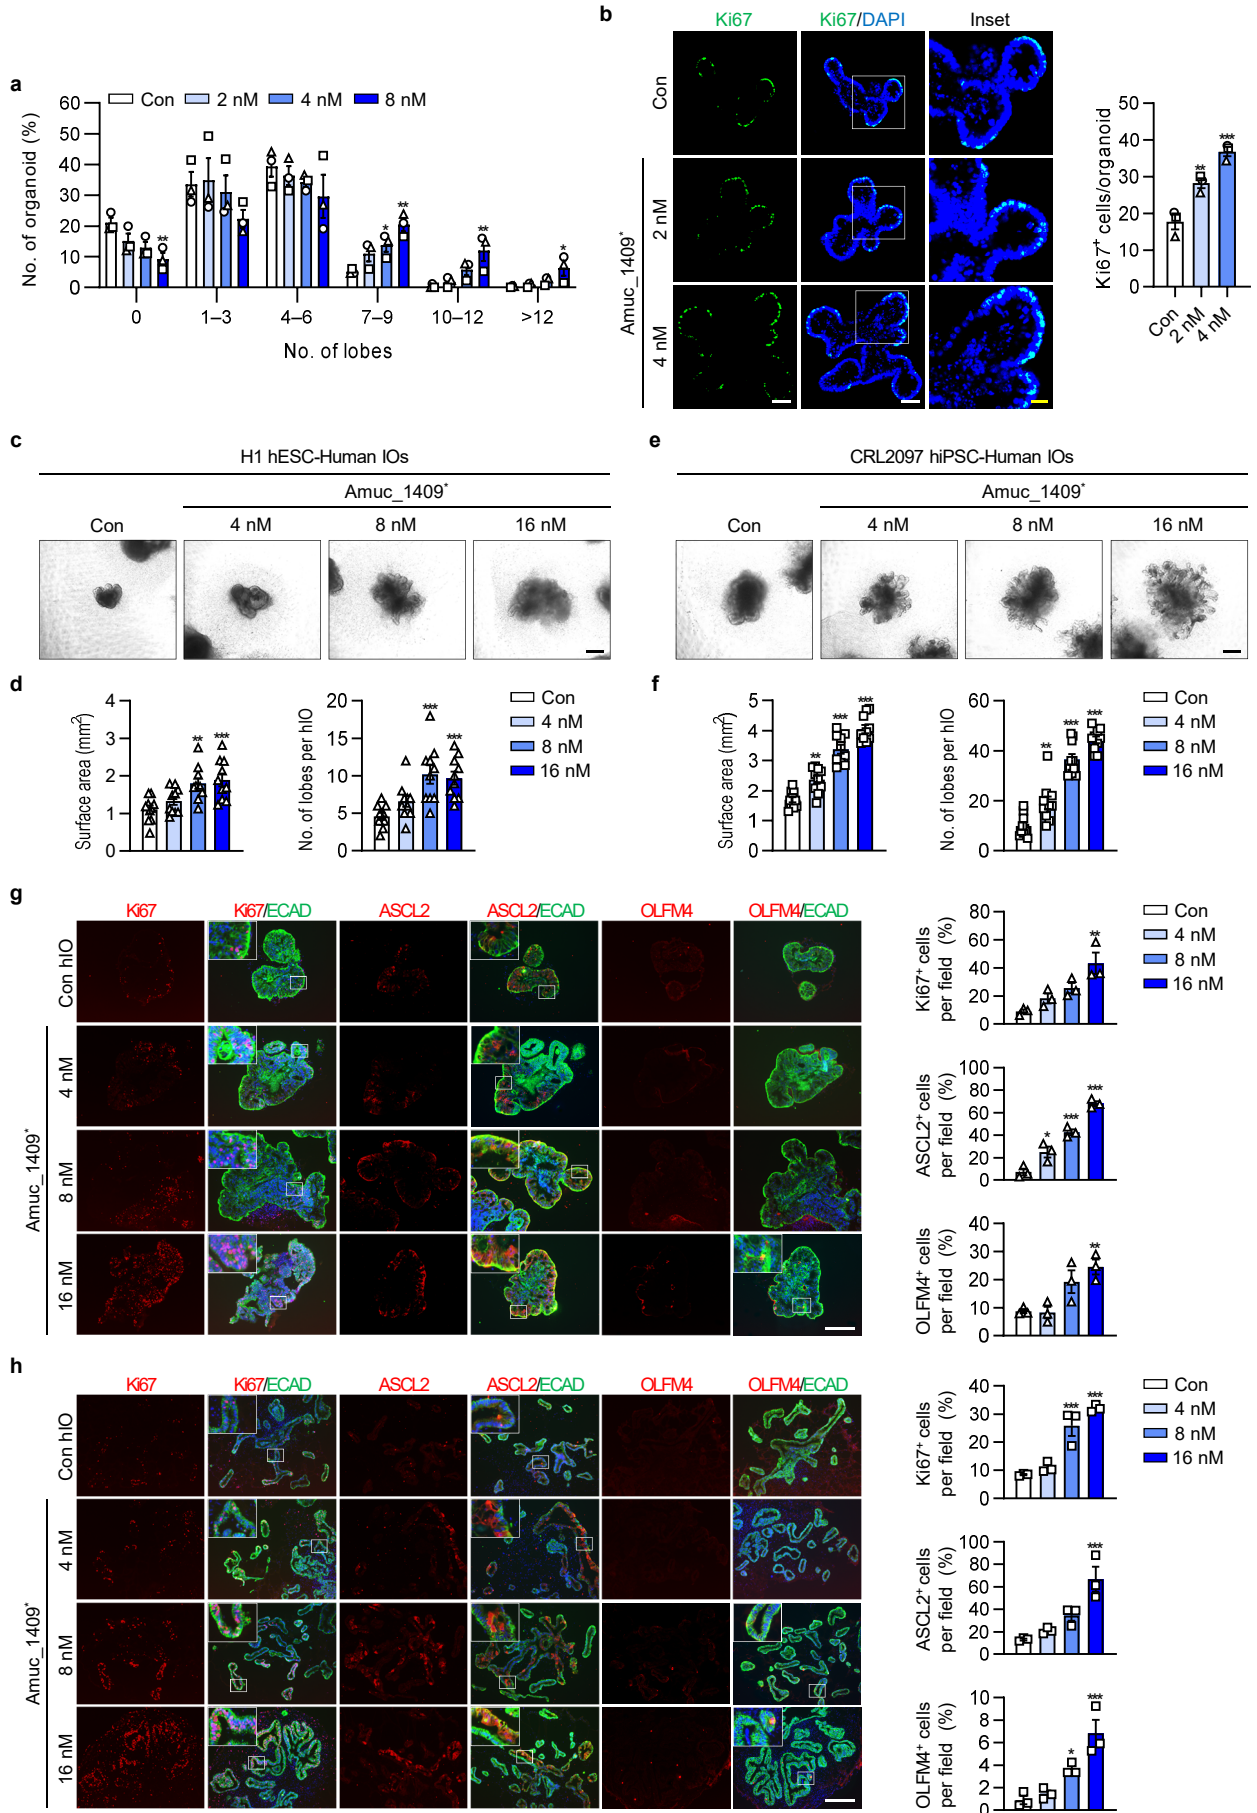 a
Con 2 nM 4 nM 8 nM
No. of organoid (%)
60
50
40
30
20
10
0
** * ** ** *
0 1–3 4–6 7–9 10–12 >12
No. of lobes
b
Ki67 Ki67/DAPI Inset
Con
2 nM
4 nM
Amuc_1409*
Ki67+ cells/organoid
50
40
30
20
10
0
** ***
Con 2 nM 4 nM
c
H1 hESC-Human IOs
Amuc_1409*
Con 4 nM 8 nM 16 nM
e
CRL2097 hiPSC-Human IOs
Amuc_1409*
Con 4 nM 8 nM 16 nM
d
Surface area (mm2)
4
3
2
1
0
** ***
No. of lobes per hIO
20
15
10
5
0
*** ***
Con
4 nM
8 nM
16 nM
f
Surface area (mm2)
5
4
3
2
1
0
** *** ***
No. of lobes per hIO
60
40
20
0
** *** ***
Con
4 nM
8 nM
16 nM
g
Ki67 Ki67/ECAD ASCL2 ASCL2/ECAD OLFM4 OLFM4/ECAD
Con hIO
4 nM
8 nM
16 nM
Amuc_1409*
Ki67+ cells
per field (%)
80
60
40
20
0
**
Con
4 nM
8 nM
16 nM
ASCL2+ cells
per field (%)
100
80
60
40
20
0
* *** ***
OLFM4+ cells
per field (%)
40
30
20
10
0
**
h
Ki67 Ki67/ECAD ASCL2 ASCL2/ECAD OLFM4 OLFM4/ECAD
Con hIO
4 nM
8 nM
16 nM
Amuc_1409*
Ki67+ cells
per field (%)
40
30
20
10
0
*** ***
Con
4 nM
8 nM
16 nM
ASCL2+ cells
per field (%)
100
80
60
40
20
0
***
OLFM4+ cells
per field (%)
10
8
6
4
2
0
* ***